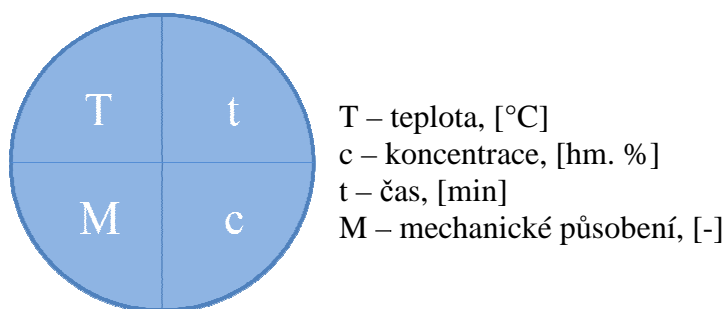 T
t
M
c
T – teplota, [°C]
c – koncentrace, [hm. %]
t – čas, [min]
M – mechanické působení, [-]